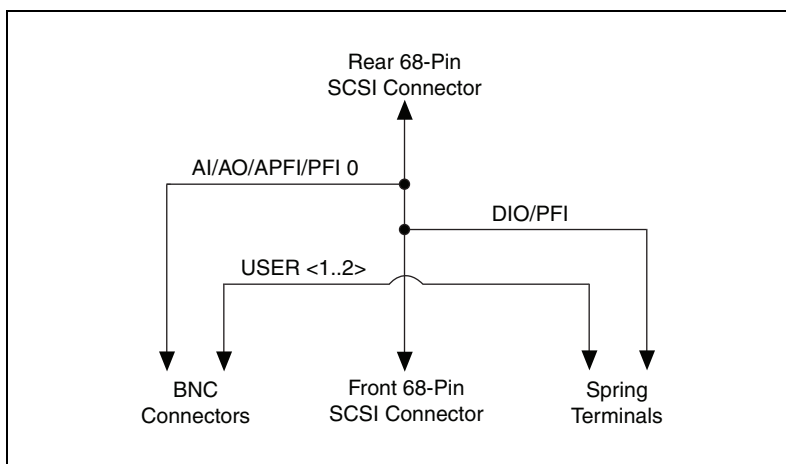 Rear 68-Pin
SCSI Connector
AI/AO/APFI/PFI 0
DIO/PFI
USER <1..2>
BNC
Connectors
Front 68-Pin
SCSI Connector
Spring
Terminals